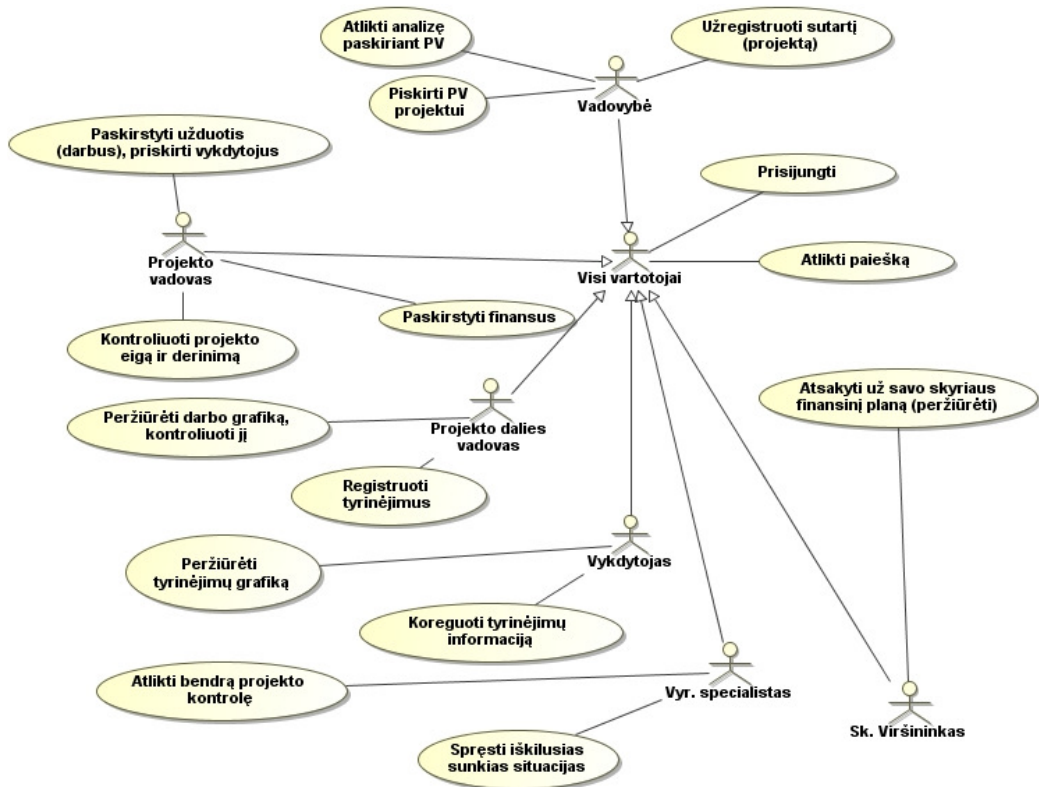 Atlikti analizę
paskiriant PV
Užregistruoti sutartį
(projektą)
Piskirti PV
projektui
Vadovybė
Paskirstyti užduotis
(darbus), priskirti vykdytojus
Prisijungti
Projekto
vadovas
Visi vartotojai
Atlikti paiešką
Paskirstyti finansus
Kontroliuoti projekto
eigą ir derinimą
Atsakyti už savo skyriaus
finansinį planą (peržiūrėti)
Peržiūrėti darbo grafiką,
kontroliuoti jį
Projekto dalies
vadovas
Registruoti
tyrinėjimus
Peržiūrėti
tyrinėjimų grafiką
Vykdytojas
Koreguoti tyrinėjimų
informaciją
Atlikti bendrą projekto
kontrolę
Vyr. specialistas
Sk. Viršininkas
Spręsti iškilusias
sunkias situacijas